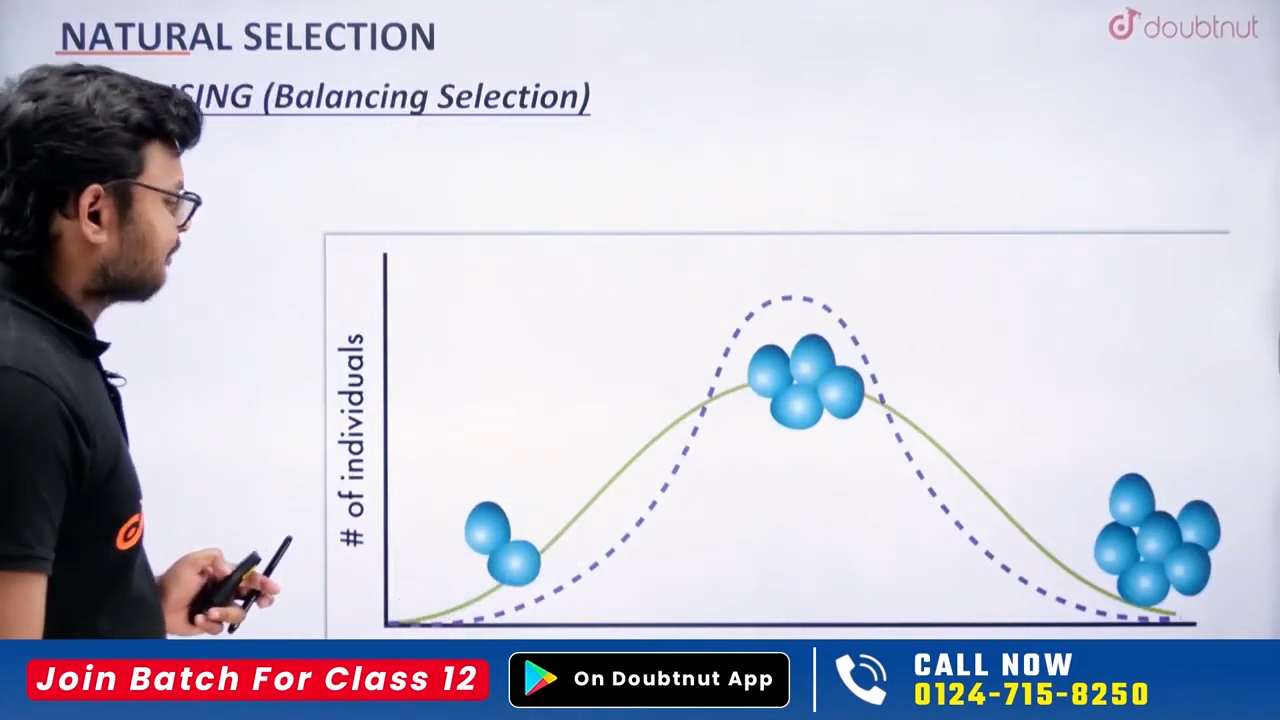 NATURAL SELECTION
doubtnut
(Balancing Selection)
# of individuals
Join Batch For Class 12
On Doubtnut App
CALL NOW
0124-715-8250